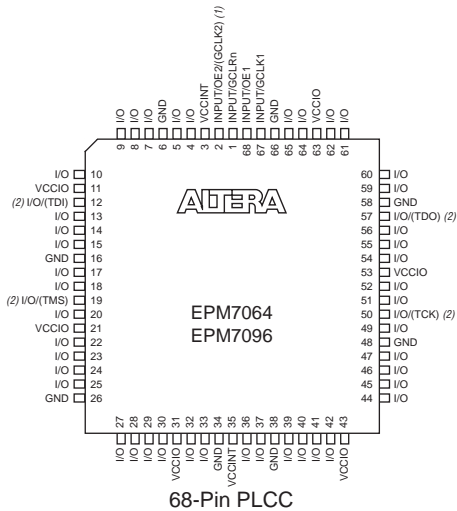 I/O
I/O
I/O
GND
I/O
I/O
VCCINT
INPUT/OE2/(GCLK2) (1)
INPUT/GCLRn
INPUT/OE1
INPUT/GCLK1
GND
I/O
I/O
VCCIO
I/O
I/O
9 8 7 6 5 4 3 2 1 68 67 66 65 64 63 62 61
I/O 10
VCCIO 11
(2) I/O/(TDI) 12
I/O 13
I/O 14
I/O 15
GND 16
I/O 17
I/O 18
(2) I/O/(TMS) 19
I/O 20
VCCIO 21
I/O 22
I/O 23
I/O 24
I/O 25
GND 26
ALTERA
EPM7064
EPM7096
60 I/O
59 I/O
58 GND
57 I/O/(TDO) (2)
56 I/O
55 I/O
54 I/O
53 VCCIO
52 I/O
51 I/O
50 I/O/(TCK) (2)
49 I/O
48 GND
47 I/O
46 I/O
45 I/O
44 I/O
27 28 29 30 31 32 33 34 35 36 37 38 39 40 41 42 43
I/O
I/O
I/O
I/O
VCCIO
I/O
I/O
GND
VCCINT
I/O
I/O
GND
I/O
I/O
I/O
I/O
VCCIO
68-Pin PLCC